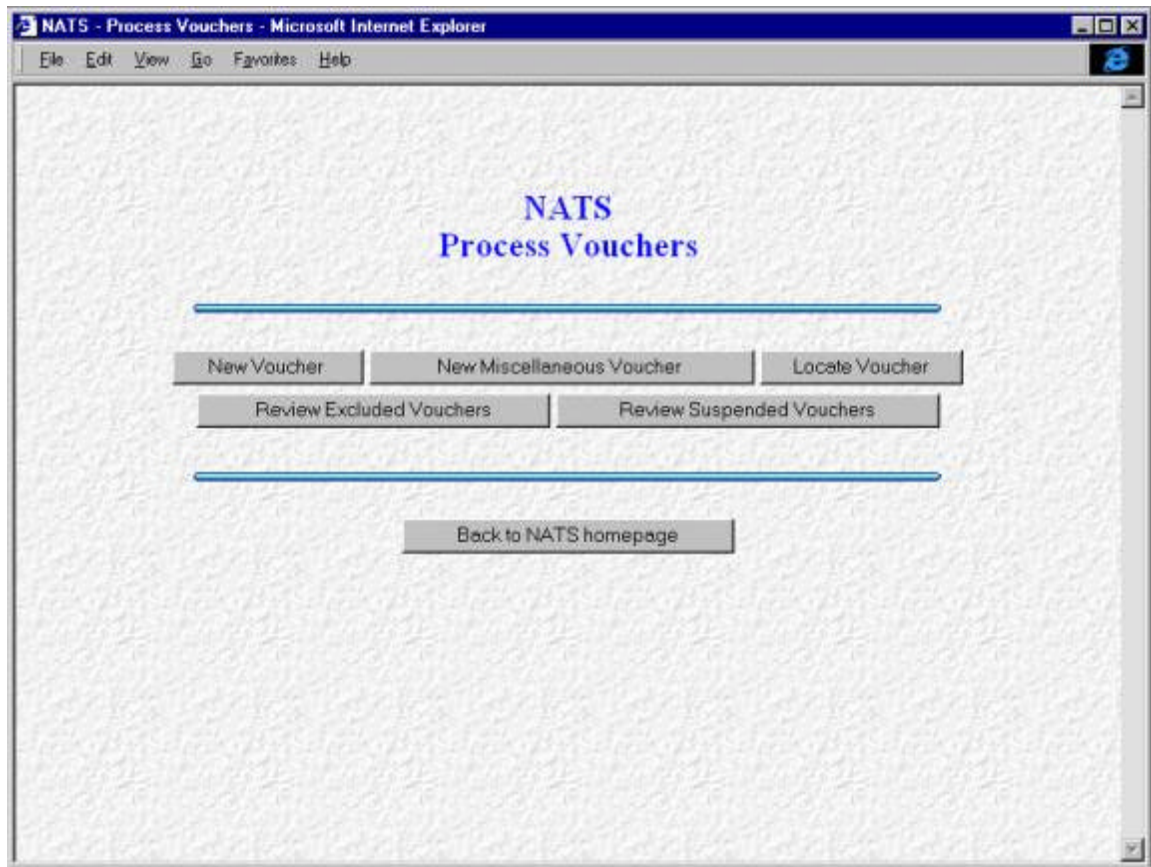 NATS - Process Vouchers - Microsoft Internet Explorer
File Edit View Go Favorites Help
NATS
Process Vouchers
New Voucher New Miscellaneous Voucher Locate Voucher
Review Excluded Vouchers Review Suspended Vouchers
Back to NATS homepage